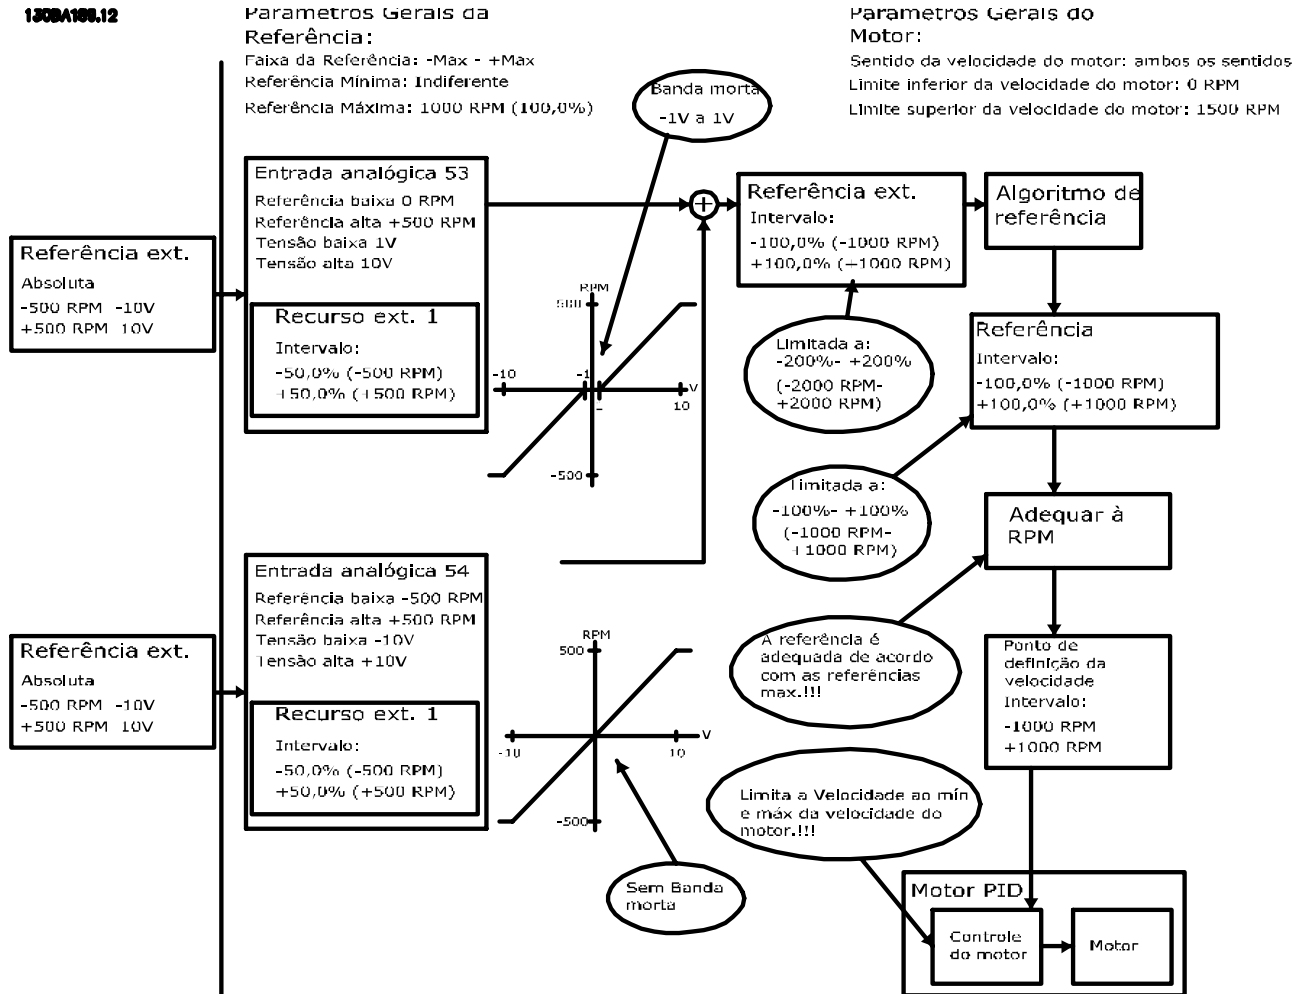 130BA188.12
Parâmetros Gerais da
Referência:
Faixa da Referência: -Max - +Max
Referência Mínima: Indiferente
Referência Máxima: 1000 RPM (100,0%)
Parâmetros Gerais do
Motor:
Sentido da velocidade do motor: ambos os sentidos
Limite inferior da velocidade do motor: 0 RPM
Limite superior da velocidade do motor: 1500 RPM
Banda morta
-1V a 1V
Referência ext.
Absoluta
-500 RPM -10V
+500 RPM 10V
Entrada analógica 53
Referência baixa 0 RPM
Referência alta +500 RPM
Tensão baixa 1V
Tensão alta 10V
Recurso ext. 1
Intervalo:
-50,0% (-500 RPM)
+50,0% (+500 RPM)
RPM
500
-10
-1
V
10
-500
+
Referência ext.
Intervalo:
-100,0% (-1000 RPM)
+100,0% (+1000 RPM)
Algoritmo de
referência
Limitada a:
-200%- +200%
(-2000 RPM-
+2000 RPM)
Referência
Intervalo:
-100,0% (-1000 RPM)
+100,0% (+1000 RPM)
Limitada a:
-100%- +100%
(-1000 RPM-
+1000 RPM)
Adequar à
RPM
Referência ext.
Absoluta
-500 RPM -10V
+500 RPM 10V
Entrada analógica 54
Referência baixa -500 RPM
Referência alta +500 RPM
Tensão baixa -10V
Tensão alta +10V
Recurso ext. 1
Intervalo:
-50,0% (-500 RPM)
+50,0% (+500 RPM)
RPM
500
-10
10
V
-500
Sem Banda
morta
A referência é
adequada de acordo
com as referências
max.!!!
Ponto de
definição da
velocidade
Intervalo:
-1000 RPM
+1000 RPM
Limita a Velocidade ao mín
e máx da velocidade do
motor.!!!
Motor PID
Controle
do motor
Motor